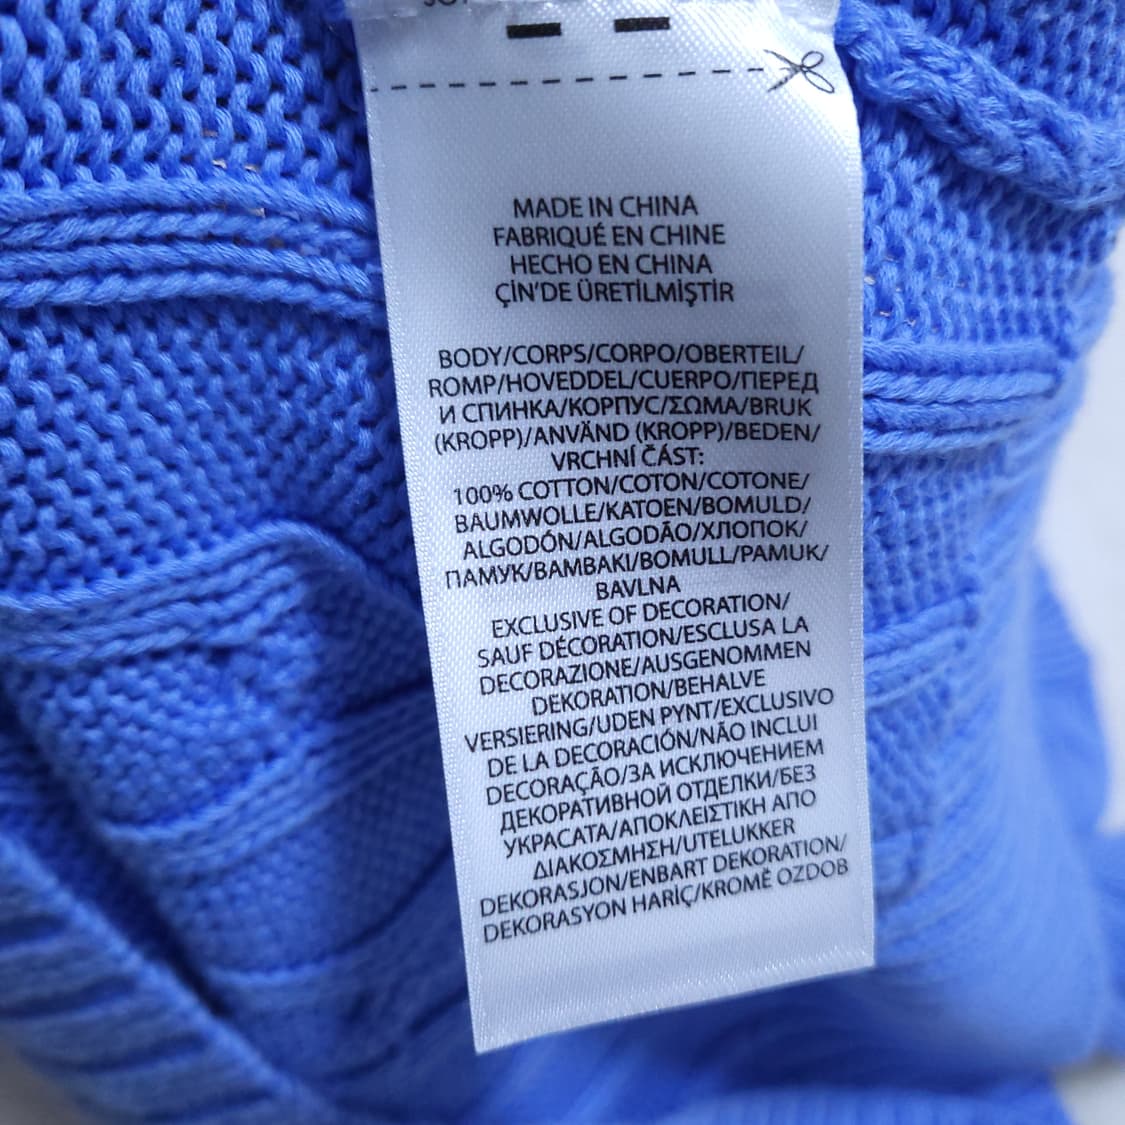 MADE IN CHINA
FABRIQUÉ EN CHINE
HECHO EN CHINA
ÇİN'DE ÜRETİLMİŞTİR
BODY/CORPS/CORPO/OBERTEIL/
ROMP/HOVEDDEL/CUERPO/ПЕРЕД
И СПИНКА/КОРПУС/ΣΩΜΑ/BRUK
(KROPP)/ANVÄND (KROPP)/BEDEN/
VRCHNÍ ČÁST:
100% COTTON/COTON/COTONE/
BAUMWOLLE/KATOEN/BOMULD/
ALGODÓN/ALGODÃO/ХЛОПОК/
ПАМУК/ΒΑΜΒΑΚΙ/BOMULL/PAMUK/
BAVLNA
EXCLUSIVE OF DECORATION/
SAUF DÉCORATION/ESCLUSA LA
DECORAZIONE/AUSGENOMMEN
DEKORATION/BEHALVE
VERSIERING/UDEN PYNT/EXCLUSIVO
DE LA DECORACIÓN/NÃO INCLUI
DECORAÇÃO/ЗА ИСКЛЮЧЕНИЕМ
ДЕКОРАТИВНОЙ ОТДЕЛКИ/БЕЗ
УКРАСАТА/ΑΠΟΚΛΕΙΣΤΙΚΗ ΑΠΟ
ΔΙΑΚΟΣΜΗΣΗ/UTELUKKER
DEKORASJON/ENBART DEKORATION/
DEKORASYON HARİÇ/KROMĚ OZDOB